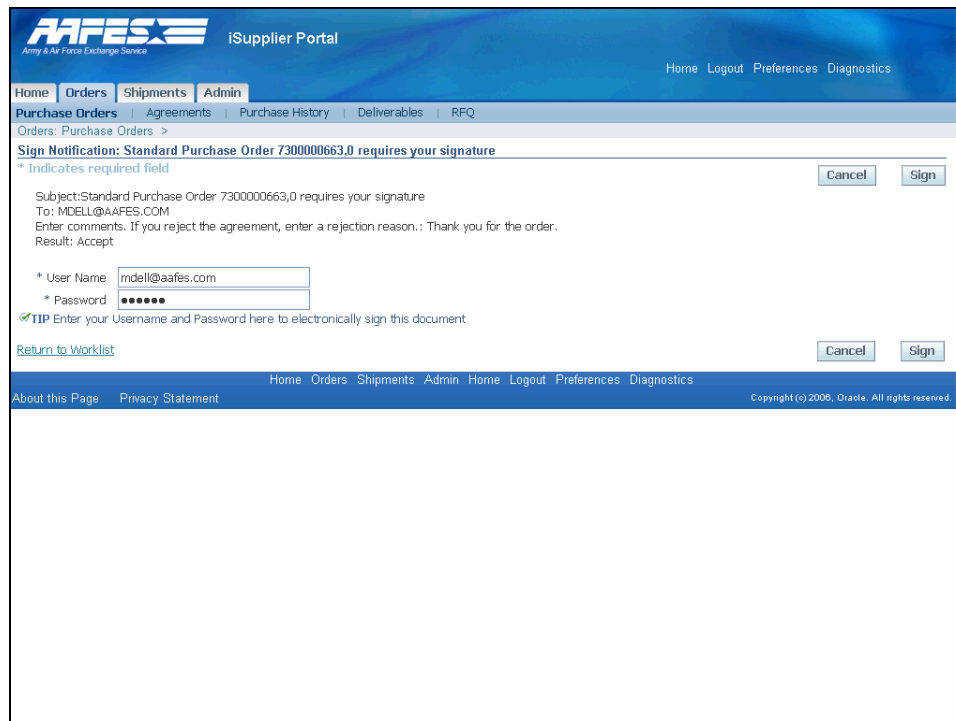 AAFES
Army & Air Force Exchange Service
iSupplier Portal
Home Logout Preferences Diagnostics
Home Orders Shipments Admin
Purchase Orders | Agreements | Purchase History | Deliverables | RFQ
Orders: Purchase Orders >
Sign Notification: Standard Purchase Order 7300000663,0 requires your signature
* Indicates required field
Cancel Sign
Subject:Standard Purchase Order 7300000663,0 requires your signature
To: MDELL@AAFES.COM
Enter comments. If you reject the agreement, enter a rejection reason.: Thank you for the order.
Result: Accept
* User Name mdell@aafes.com
* Password ●●●●●●
TIP Enter your Username and Password here to electronically sign this document
Return to Worklist
Cancel Sign
Home Orders Shipments Admin Home Logout Preferences Diagnostics
About this Page Privacy Statement
Copyright (c) 2006, Oracle. All rights reserved.